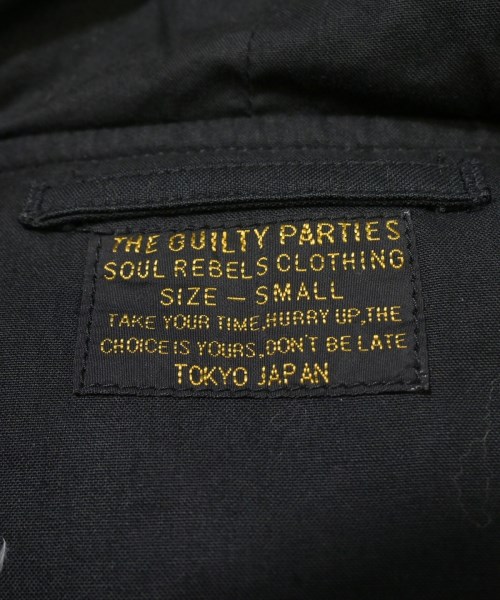 THE GUILTY PARTIES
SOUL REBELS CLOTHING
SIZE – SMALL
TAKE YOUR TIME,HURRY UP,THE
CHOICE IS YOURS,DON'T BE LATE
TOKYO JAPAN